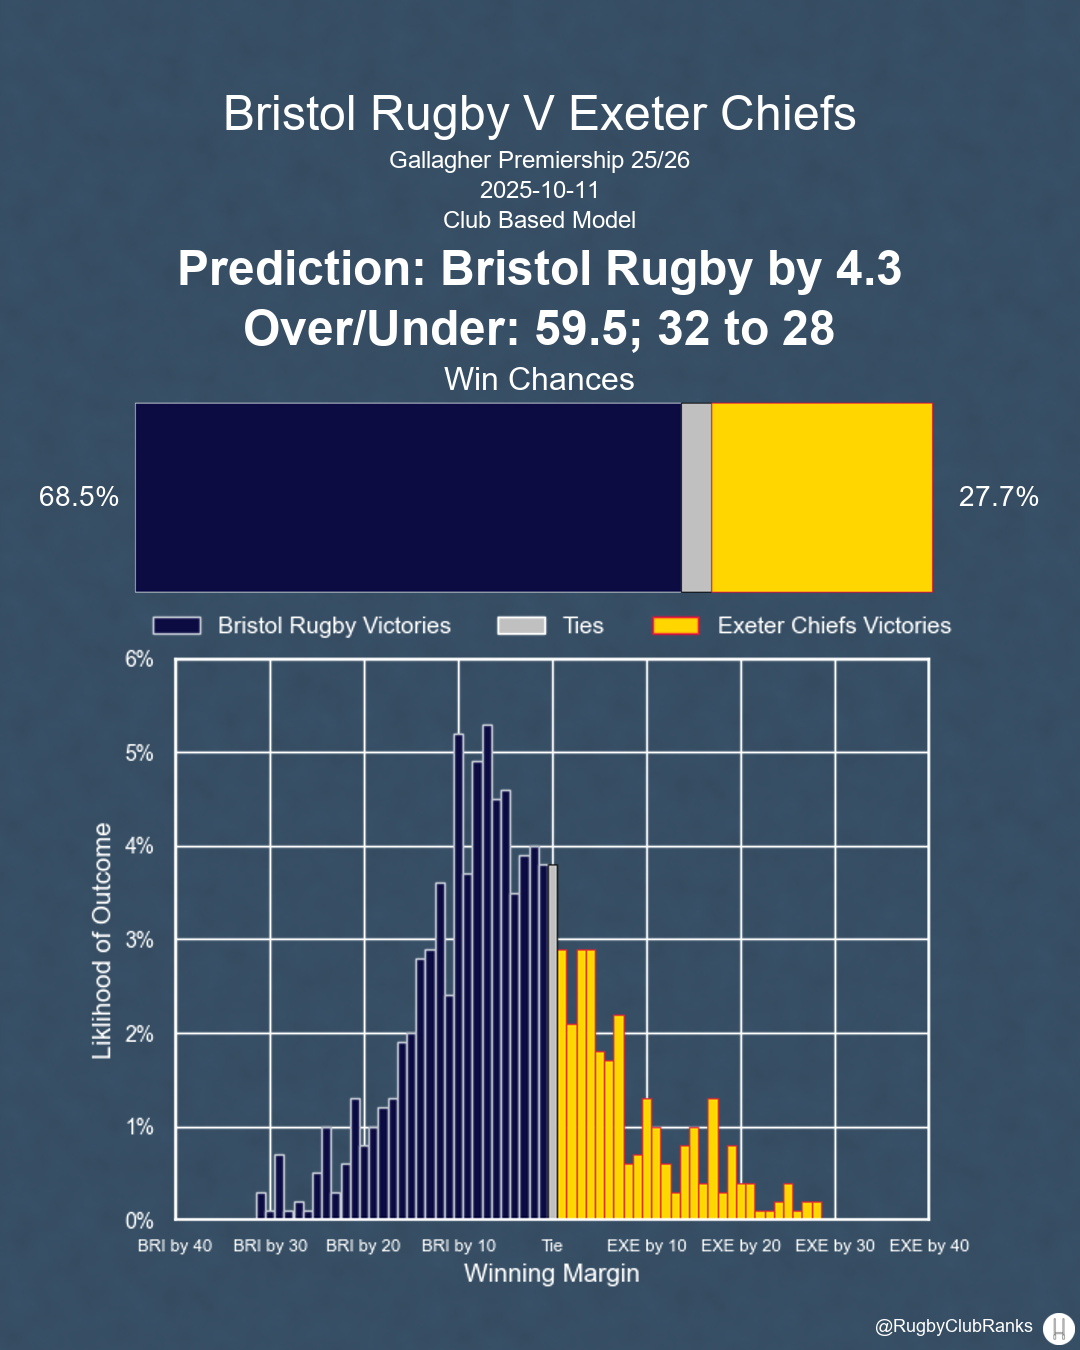 Bristol Rugby V Exeter Chiefs
Gallagher Premiership 25/26
2025-10-11
Club Based Model
Prediction: Bristol Rugby by 4.3
Over/Under: 59.5; 32 to 28
Win Chances
68.5%
27.7%
Bristol Rugby Victories
Ties
Exeter Chiefs Victories
6%
5%
4%
3%
2%
1%
0%
Liklihood of Outcome
BRI by 40
BRI by 30
BRI by 20
BRI by 10
Tie
EXE by 10
EXE by 20
EXE by 30
EXE by 40
Winning Margin
@RugbyClubRanks